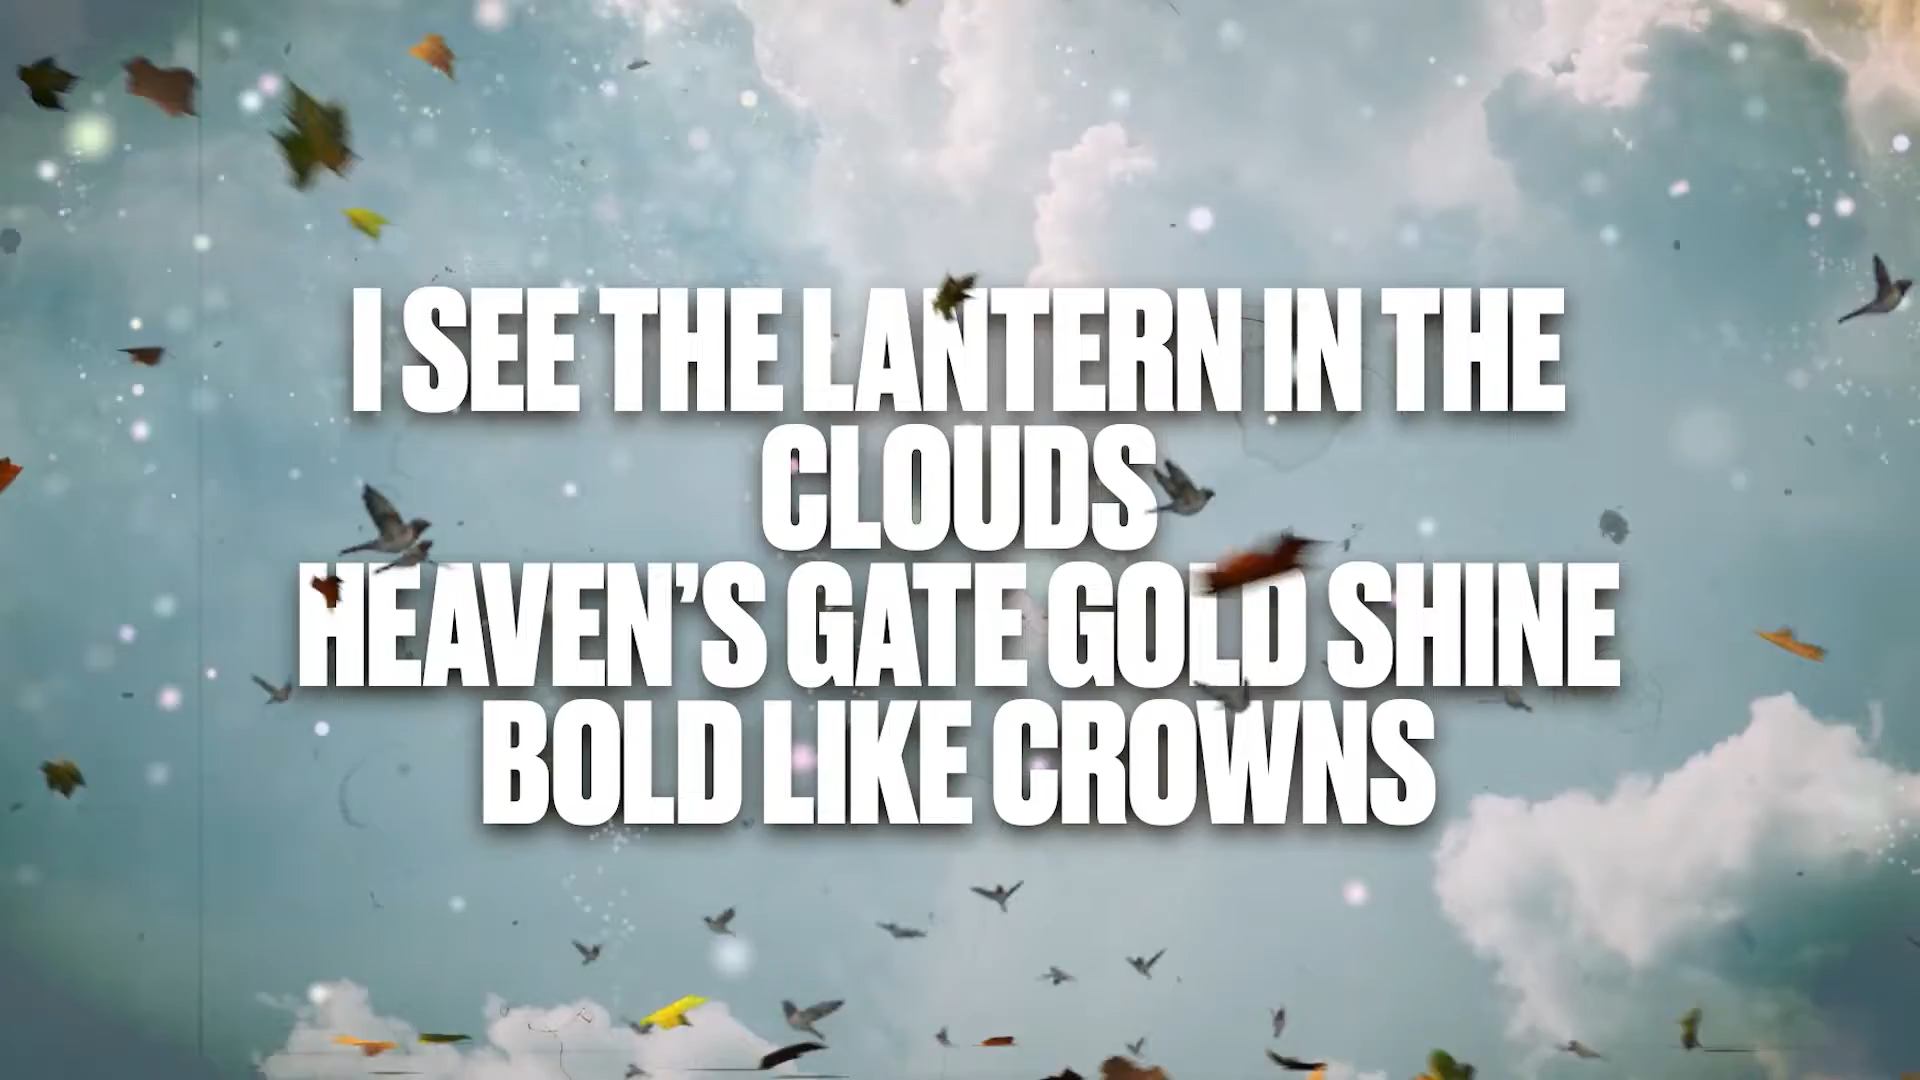 I SEE THE LANTERN IN THE
CLOUDS
HEAVEN’S GATE GOLD SHINE
BOLD LIKE CROWNS